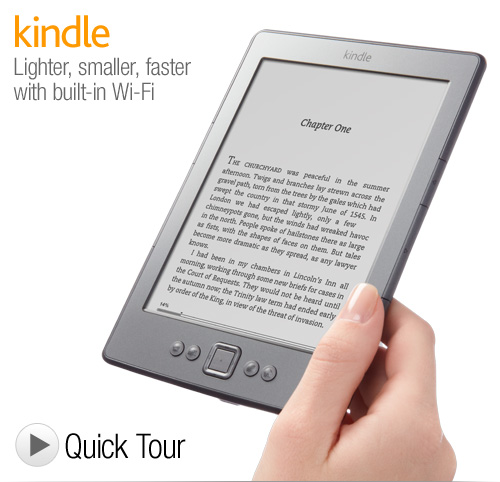 kindle
Lighter, smaller, faster
with built-in Wi-Fi
kindle
Chapter One
THE CHURCHYARD was peaceful in the summer
afternoon. Twigs and branches lay strewn across the
gravel path, torn from the trees by the gales which had
swept the country in that stormy June of 1545. In
London we had escaped lightly, only a few
chimneypots gone, but the winds had wreaked havoc
in the north. People spoke of hailstones there as large
as fists, with the shapes of faces on them. But tales
become more dramatic as they spread, as any lawyer
knows.
I had been in my chambers in Lincoln's Inn all
morning, working through some new briefs for cases in
the Court of Requests. They would not be heard until
the autumn now; the Trinity law term had ended early
by order of the King, in view of the threat of invasion.
14%
Quick Tour